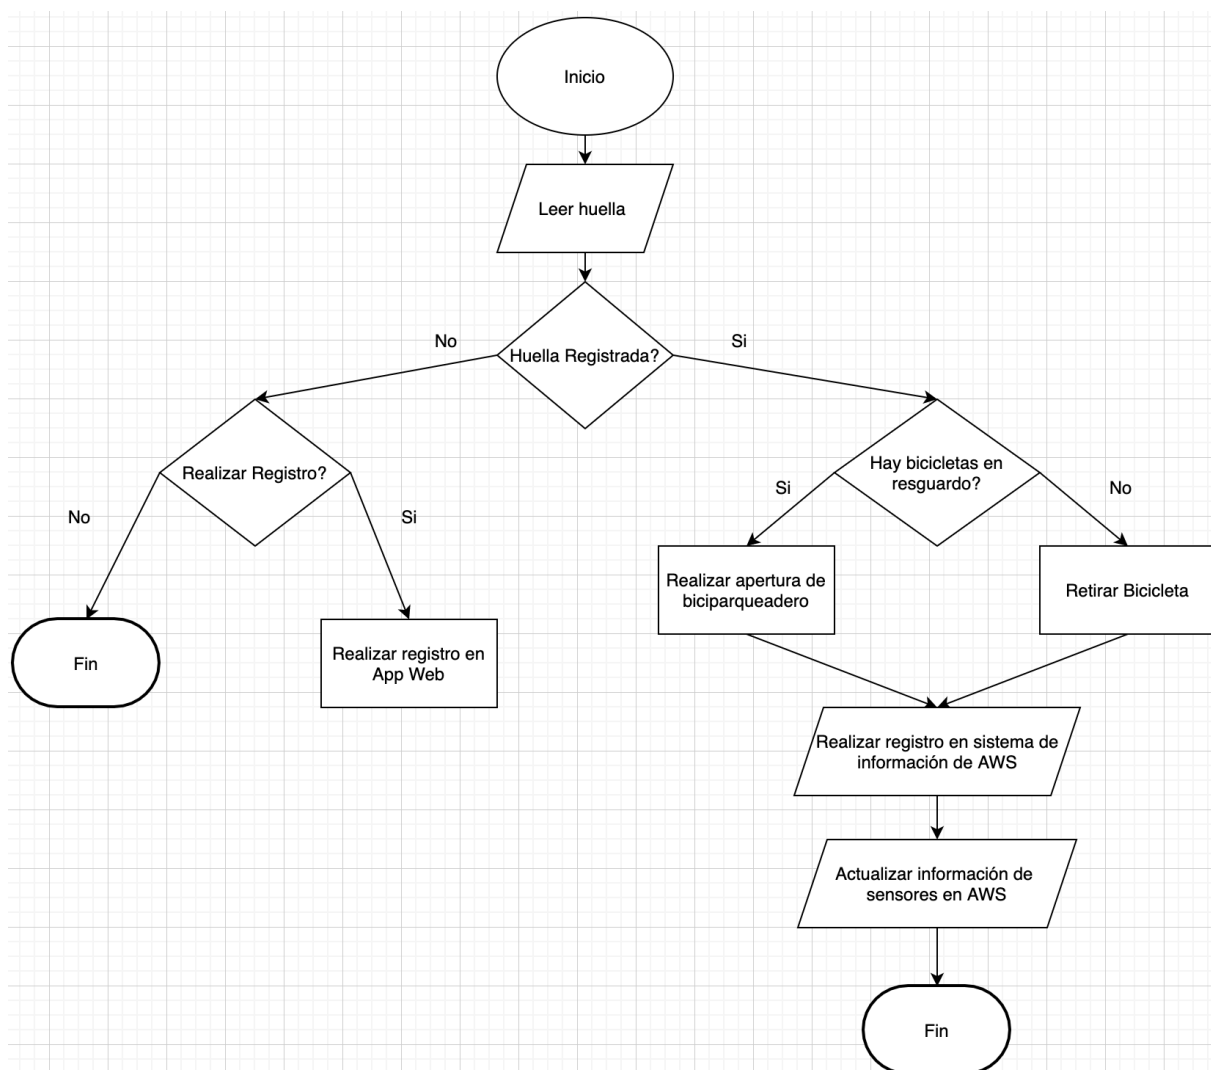 Inicio
Leer huella
Huella Registrada?
No
Si
Realizar Registro?
No
Si
Hay bicicletas en
resguardo?
Si
No
Fin
Realizar registro en
App Web
Realizar apertura de
biciparqueadero
Retirar Bicicleta
Realizar registro en sistema de
información de AWS
Actualizar información de
sensores en AWS
Fin